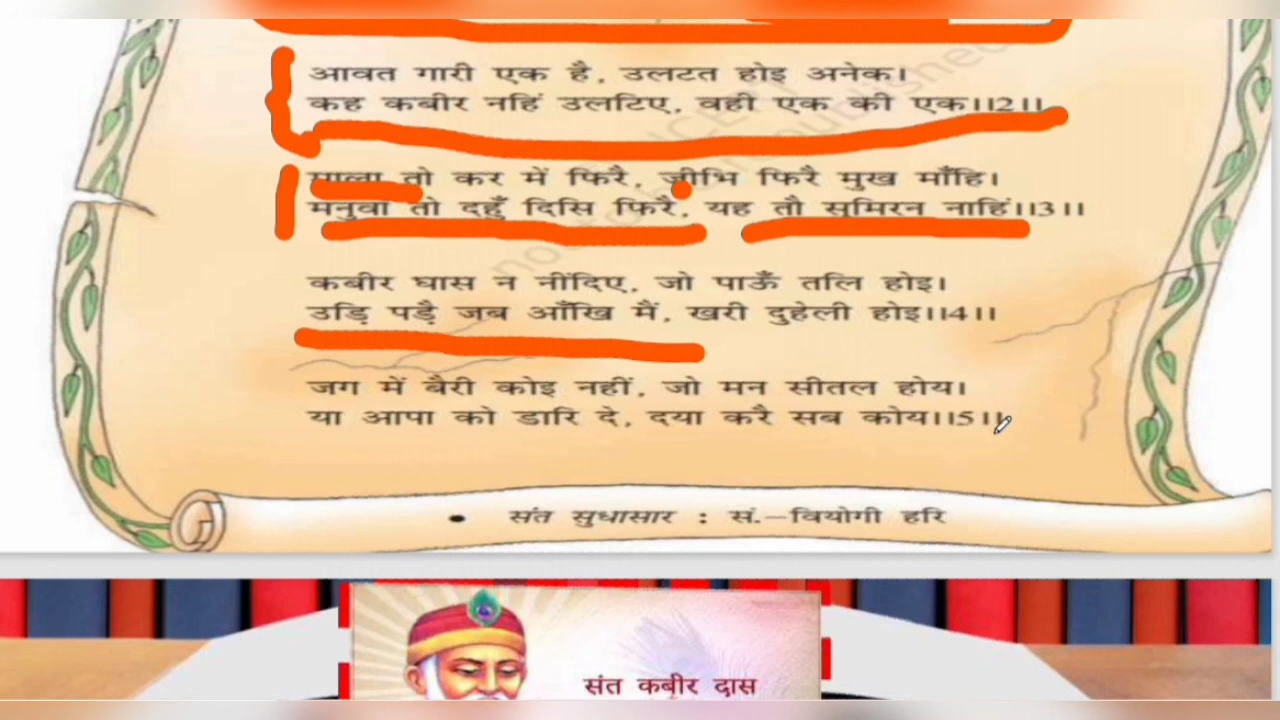 आवत गारी एक है, उलटत होइ अनेक।
कह कबीर नहिं उलटिए, वही एक की एक।।2।।
माला तो कर में फिरै, जीभि फिरै मुख माँहि।
मनुवाँ तो दहुँ दिसि फिरै, यह तौ सुमिरन नाहिं।।3।।
कबीर घास न नींदिए, जो पाऊँ तलि होइ।
उड़ि पड़ै जब आँखि मैं, खरी दुहेली होइ।।4।।
जग में बैरी कोइ नहीं, जो मन सीतल होय।
या आपा को डारि दे, दया करै सब कोय।।5।।
• संत सुधासार : सं.–वियोगी हरि
संत कबीर दास